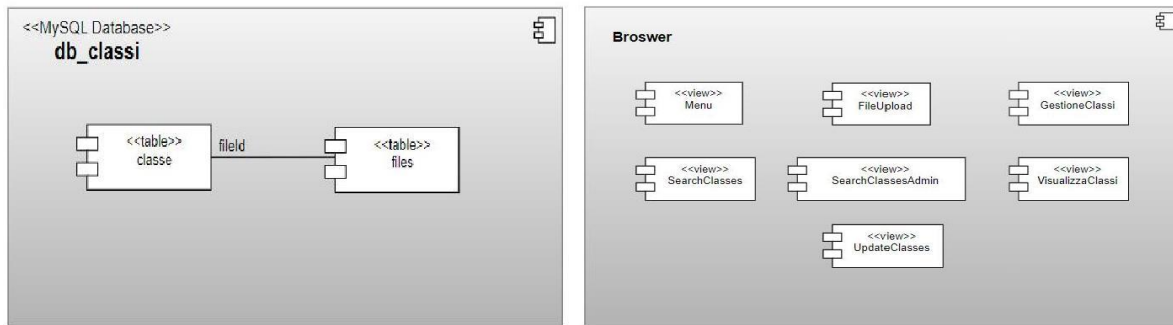 <<MySQL Database>>
db_classi
<<table>>
classe
fileId
<<table>>
files
Broswer
<<view>>
Menu
<<view>>
FileUpload
<<view>>
GestioneClassi
<<view>>
SearchClasses
<<view>>
SearchClassesAdmin
<<view>>
VisualizzaClassi
<<view>>
UpdateClasses